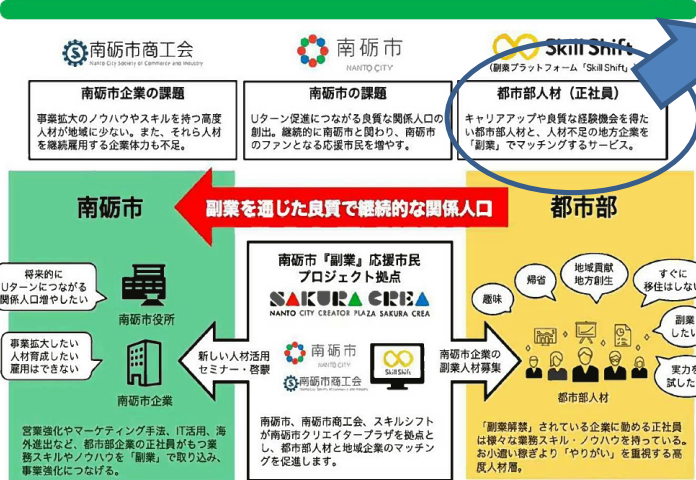 南砺市商工会
Nanto City Society of Commerce and Industry
南砺市
NANTO CITY
Skill Shift
(副業プラットフォーム「Skill Shift」
南砺市企業の課題
事業拡大のノウハウやスキルを持つ高度
人材が地域に少ない。また、それら人材
を継続雇用する企業体力も不足。
南砺市の課題
Uターン促進につながる良質な関係人口の
創出。継続的に南砺市と関わり、南砺市
のファンとなる応援市民を増やす。
都市部人材（正社員）
キャリアアップや良質な経験機会を得た
い都市部人材と、人材不足の地方企業を
「副業」でマッチングするサービス。
南砺市
副業を通じた良質で継続的な関係人口
都市部
将来的に
Uターンにつながる
関係人口増やしたい
南砺市役所
事業拡大したい
人材育成したい
雇用はできない
南砺市企業
営業強化やマーケティング手法、IT活用、海
外進出など、都市部企業の正社員がもつ業
務スキルやノウハウを「副業」で取り込み、
事業強化につなげる。
南砺市『副業』応援市民
プロジェクト拠点
SAKURA CREA
NANTO CITY CREATOR PLAZA SAKURA CREA
新しい人材活用
セミナー・啓蒙
南砺市
NANTO CITY
南砺市商工会
Skill Shift
南砺市企業の
副業人材募集
南砺市、南砺市商工会、スキルシフト
が南砺市クリエイタープラザを拠点と
し、都市部人材と地域企業のマッチン
グを促進します。
趣味
帰省
地域貢献
地方創生
すぐに
移住はしない
副業
したい
実力を
試した
都市部人材
「副業解禁」されている企業に勤める正社員
は様々な業務スキル・ノウハウを持っている。
お小遣い稼ぎより「やりがい」を重視する高
度人材層。